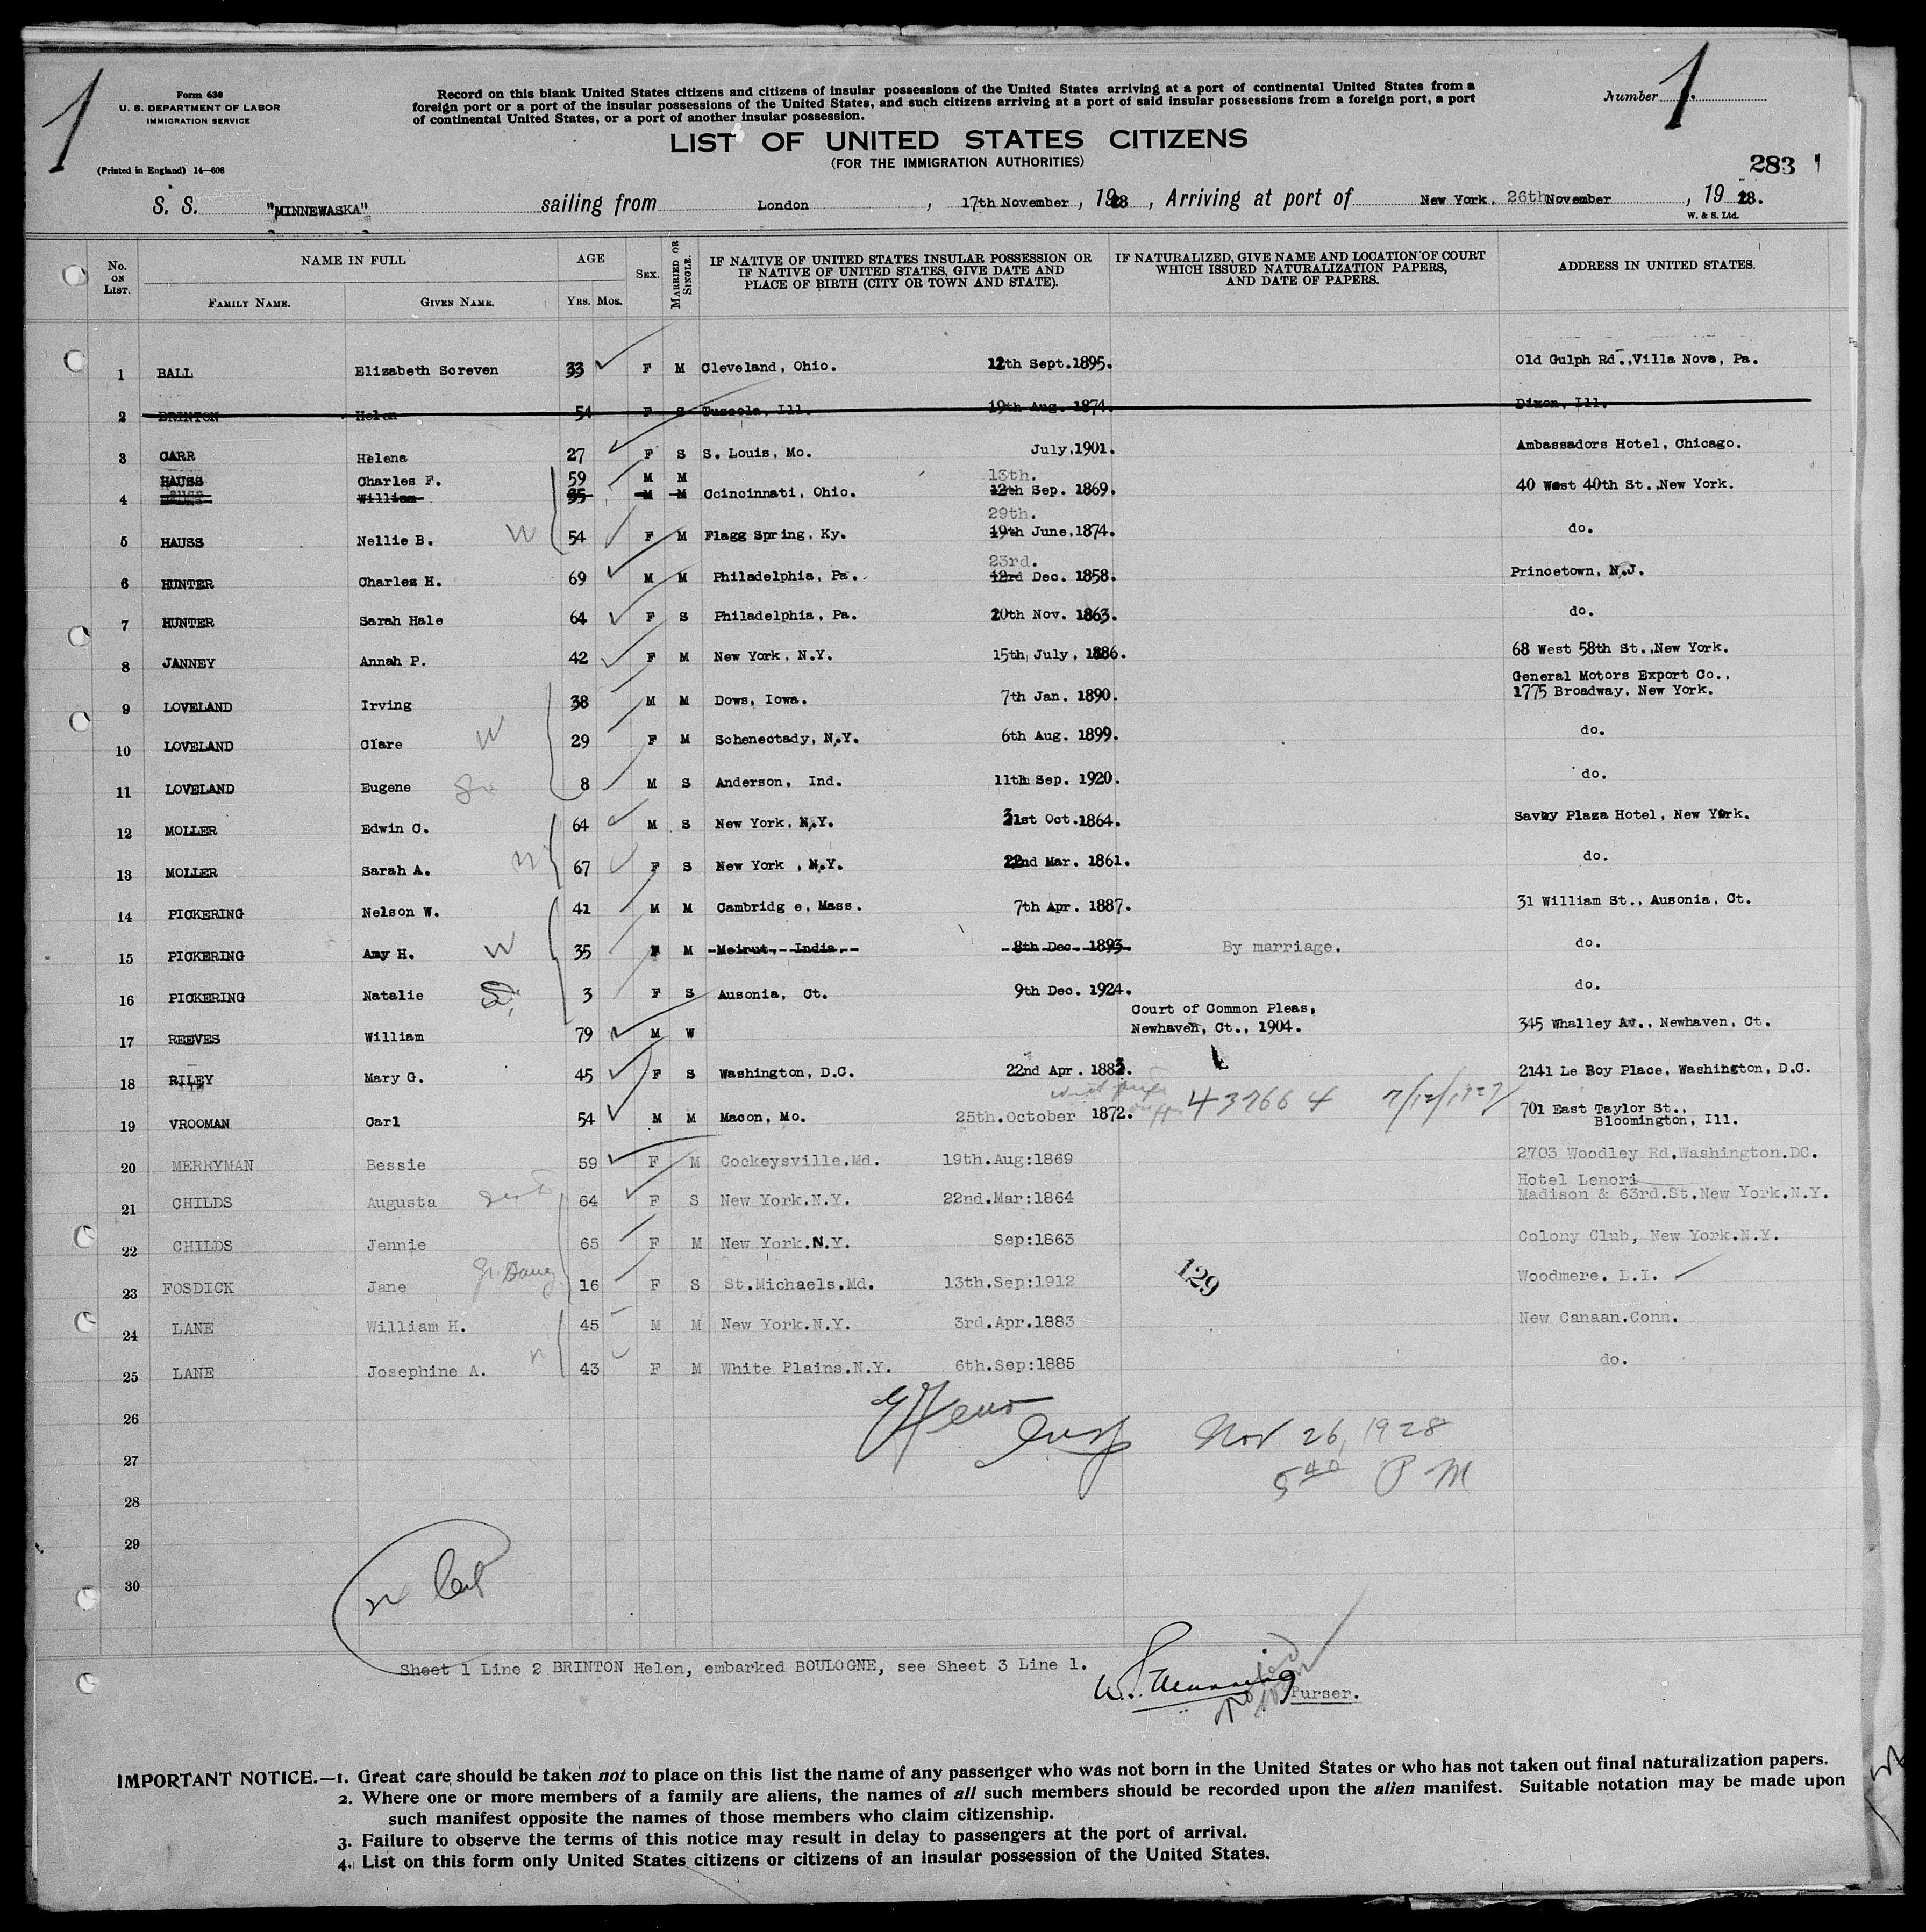 1
1
Form 630
U. S. DEPARTMENT OF LABOR
IMMIGRATION SERVICE
(Printed in England) 14—608
Record on this blank United States citizens and citizens of insular possessions of the United States arriving at a port of continental United States from a
foreign port or a port of the insular possessions of the United States, and such citizens arriving at a port of said insular possessions from a foreign port, a port
of continental United States, or a port of another insular possession.
Number
LIST OF UNITED STATES CITIZENS
(FOR THE IMMIGRATION AUTHORITIES)
283
S. S. "MINNEWASKA" sailing from London, 17th November, 1928, Arriving at port of New York, 26th November, 1928.
W. & S. Ltd.
No. ON LIST. NAME IN FULL FAMILY NAME. GIVEN NAME. AGE YRS. MOS. SEX. MARRIED OR SINGLE. IF NATIVE OF UNITED STATES INSULAR POSSESSION OR IF NATIVE OF UNITED STATES, GIVE DATE AND PLACE OF BIRTH (CITY OR TOWN AND STATE). IF NATURALIZED, GIVE NAME AND LOCATION OF COURT WHICH ISSUED NATURALIZATION PAPERS, AND DATE OF PAPERS. ADDRESS IN UNITED STATES.
1 BALL Elizabeth Screven 33 F M Cleveland, Ohio. 12th Sept.1895. Old Gulph Rd.,Villa Nova, Pa.
2 BRINTON Helen 54 F S Tuscola, Ill. 19th Aug. 1874. Dixon, Ill.
3 CARR Helena 27 F S S. Louis, Mo. July,1901. Ambassadors Hotel, Chicago.
HAUSS Charles F. 59 M M 13th.
4 William 35 M M Ccincinnati, Ohio. 12th Sep. 1869. 40 West 40th St.,New York.
29th.
5 HAUSS Nellie B. W 54 F M Flagg Spring, Ky. 19th June,1874. do.
23rd.
6 HUNTER Charles H. 69 M M Philadelphia, Pa. Dec. 1858. Princetown, N.J.
7 HUNTER Sarah Hale 64 F S Philadelphia, Pa. 20th Nov. 1863. do.
8 JANNEY Annah P. 42 F M New York, N.Y. 15th July, 1886. 68 West 58th St.,New York.
9 LOVELAND Irving 38 M M Dows, Iowa. 7th Jan. 1890. General Motors Export Co.,
1775 Broadway, New York.
10 LOVELAND Clare W 29 F M Schenectady, N.Y. 6th Aug. 1899. do.
11 LOVELAND Eugene 8 M S Anderson, Ind. 11th Sep. 1920. do.
12 MOLLER Edwin C. 64 M S New York, N.Y. 31st Oct.1864. Savoy Plaza Hotel, New York.
13 MOLLER Sarah A. 67 F S New York , N.Y. 22nd Mar. 1861. do.
14 PICKERING Nelson W. 41 M M Cambridg e, Mass. 7th Apr. 1887. 31 William St., Ausonia, Ct.
15 PICKERING Amy H. W 35 F M Meirut, India. 8th Dec. 1893 By marriage. do.
16 PICKERING Natalie 3 F S Ausonia, Ct. 9th Dec. 1924. do.
17 REEVES William 79 M W Court of Common Pleas,
Newhaven, Ct., 1904. 345 Whalley Av., Newhaven, Ct.
18 RILEY Mary G. 45 F S Washington, D.C. 22nd Apr. 1883. 2141 Le Roy Place, Washington, D.C.
19 VROOMAN Carl 54 M M Macon, Mo. 25th.October 1872. 437664 7/12/1927 701 East Taylor St.,
Bloomington, Ill.
20 MERRYMAN Bessie 59 F M Cockeysville.Md. 19th.Aug:1869 2703 Woodley Rd.Washington.DC.
21 CHILDS Augusta 64 F S New York.N.Y. 22nd.Mar:1864 Hotel Lenori
Madison & 63rd.St.New York.N.Y.
22 CHILDS Jennie 65 F M New York.N.Y. Sep:1863 Colony Club, New York.N.Y.
23 FOSDICK Jane gr. Daug 16 F S St.Michaels.Md. 13th.Sep:1912 129 Woodmere. L.I.
24 LANE William H. 45 M M New York.N.Y. 3rd.Apr.1883 New Canaan.Conn.
25 LANE Josephine A. 43 F M White Plains.N.Y. 6th.Sep:1885 do.
26
Nov 26, 1928
27
5 40 P M
28
29
30
Sheet 1 Line 2 BRINTON Helen, embarked BOULOGNE, see Sheet 3 Line 1.
Purser.
IMPORTANT NOTICE.—1. Great care should be taken not to place on this list the name of any passenger who was not born in the United States or who has not taken out final naturalization papers.
2. Where one or more members of a family are aliens, the names of all such members should be recorded upon the alien manifest. Suitable notation may be made upon
such manifest opposite the names of those members who claim citizenship.
3. Failure to observe the terms of this notice may result in delay to passengers at the port of arrival.
4. List on this form only United States citizens or citizens of an insular possession of the United States.